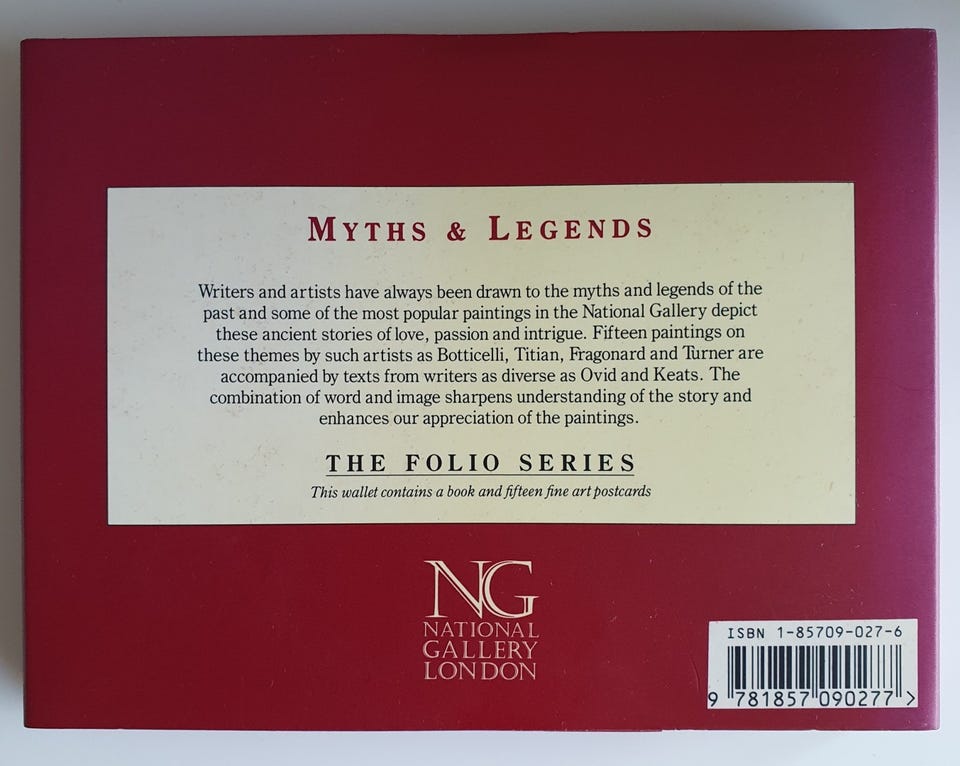 MYTHS & LEGENDS
Writers and artists have always been drawn to the myths and legends of the
past and some of the most popular paintings in the National Gallery depict
these ancient stories of love, passion and intrigue. Fifteen paintings on
these themes by such artists as Botticelli, Titian, Fragonard and Turner are
accompanied by texts from writers as diverse as Ovid and Keats. The
combination of word and image sharpens understanding of the story and
enhances our appreciation of the paintings.
THE FOLIO SERIES
This wallet contains a book and fifteen fine art postcards
NG
NATIONAL
GALLERY
LONDON
ISBN 1-85709-027-6
9 781857 090277 >